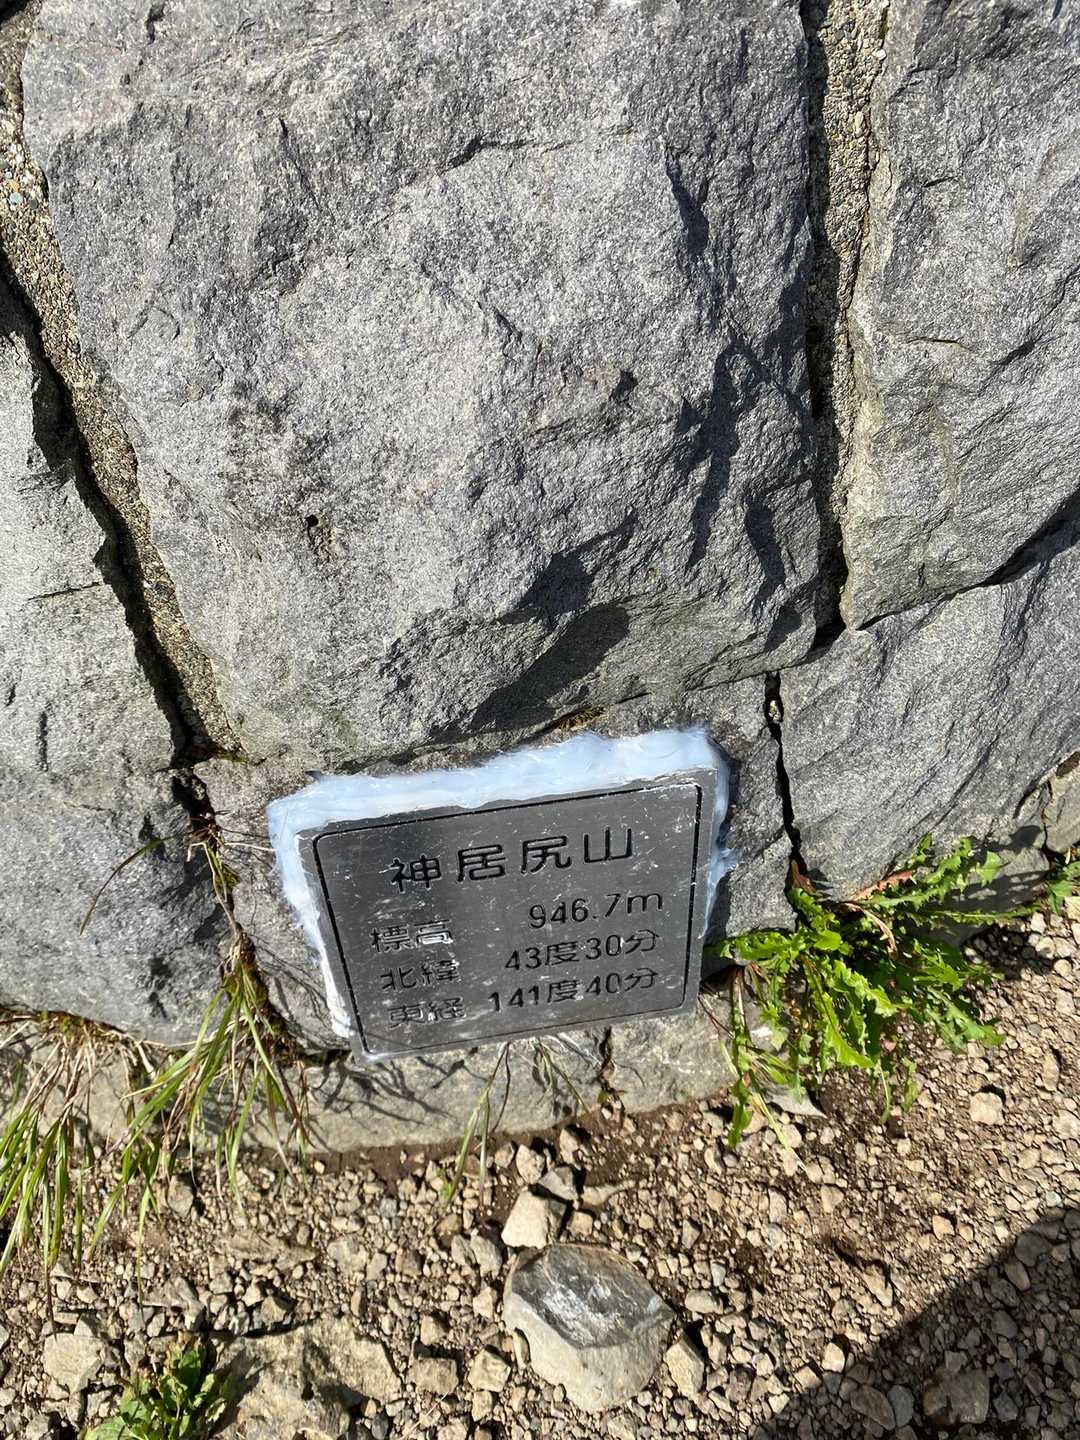 神居尻山
標高 946.7m
北緯 43度30分
東経 141度40分